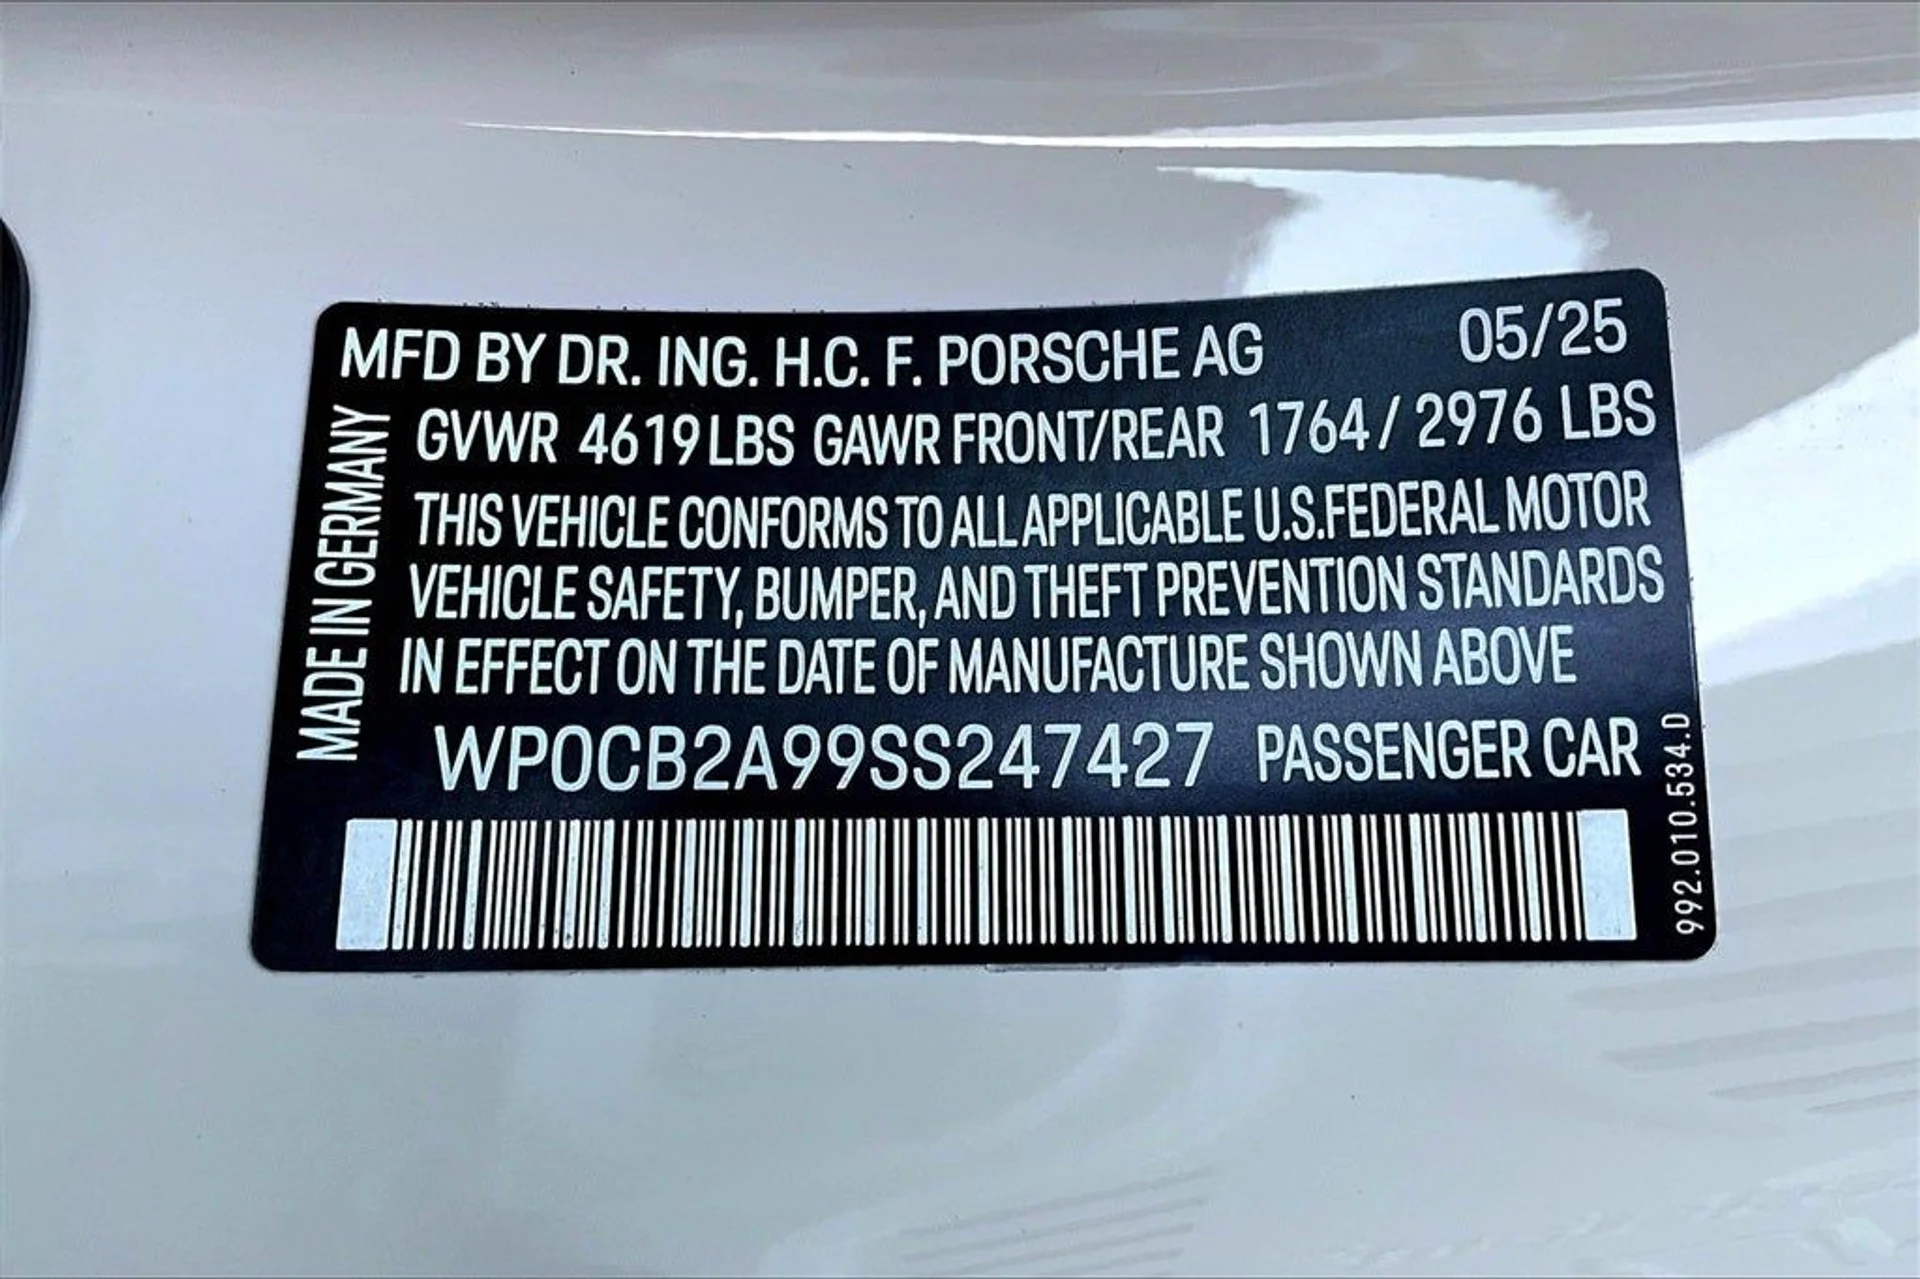 MFD BY DR. ING. H.C. F. PORSCHE AG 05/25
GVWR 4619 LBS GAWR FRONT/REAR 1764 / 2976 LBS
THIS VEHICLE CONFORMS TO ALL APPLICABLE U.S.FEDERAL MOTOR
VEHICLE SAFETY, BUMPER, AND THEFT PREVENTION STANDARDS
IN EFFECT ON THE DATE OF MANUFACTURE SHOWN ABOVE
WP0CB2A99SS247427 PASSENGER CAR
MADE IN GERMANY
992.010.534.D